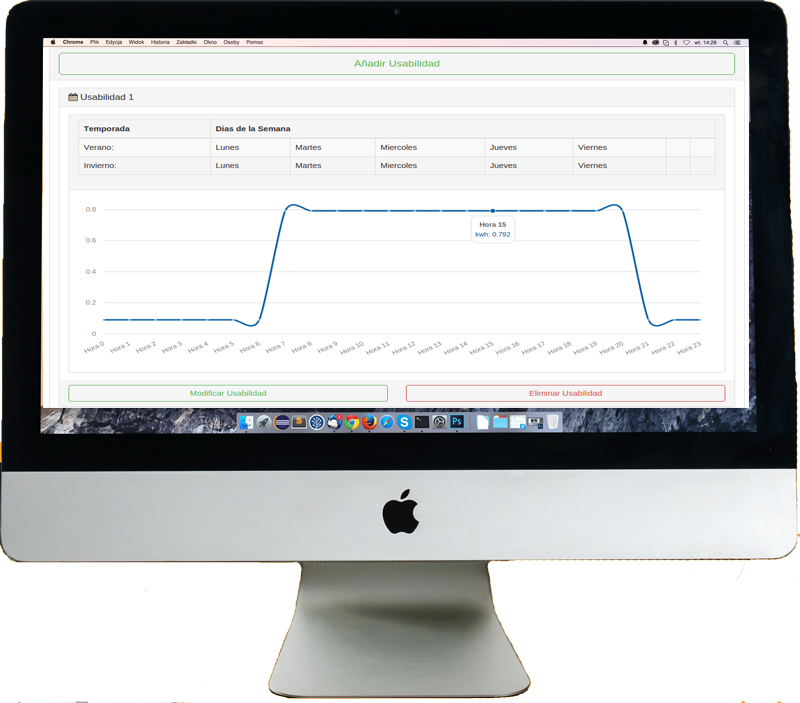 Chrome Plik Edycja Widok Historia Zakładki Okno Osoby Pomoc wt. 14:29
Añadir Usabilidad
Usabilidad 1
Temporada Dias de la Semana
Verano: Lunes Martes Miercoles Jueves Viernes
Invierno: Lunes Martes Miercoles Jueves Viernes
0.8
0.6
0.4
0.2
0
Hora 15
kwh: 0.792
Hora 0 Hora 1 Hora 2 Hora 3 Hora 4 Hora 5 Hora 6 Hora 7 Hora 8 Hora 9 Hora 10 Hora 11 Hora 12 Hora 13 Hora 14 Hora 15 Hora 16 Hora 17 Hora 18 Hora 19 Hora 20 Hora 21 Hora 22 Hora 23
Modificar Usabilidad Eliminar Usabilidad
S S Ps